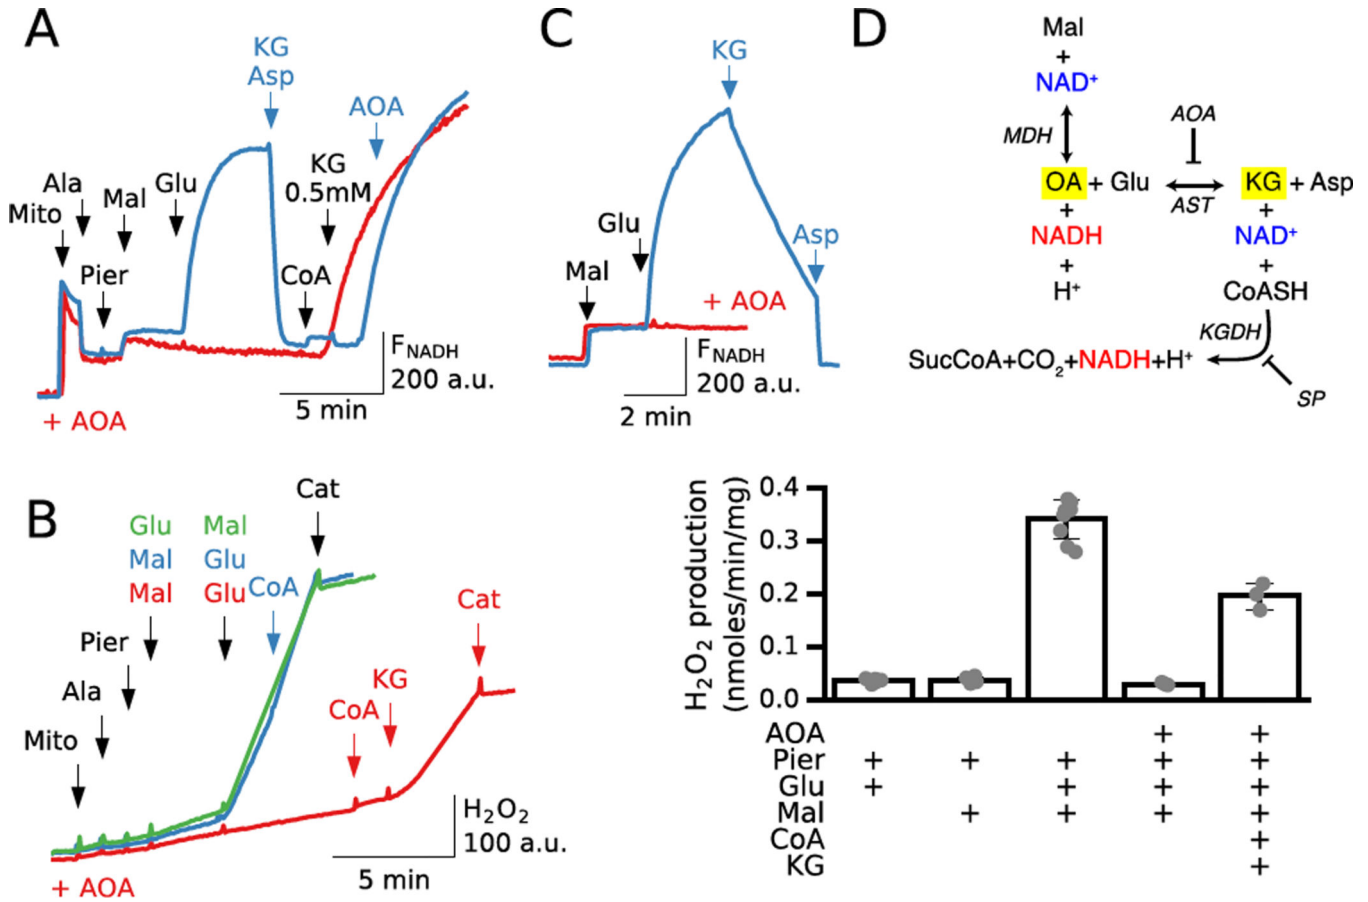 A
KG
Asp
AOA
Ala
Mito
Mal
Glu
Pier
KG
0.5mM
CoA
F_NADH
200 a.u.
5 min
+ AOA
C
KG
Glu
Mal
Asp
+ AOA
F_NADH
200 a.u.
2 min
D
Mal
+
NAD⁺
MDH
AOA
OA + Glu
AST
KG + Asp
+
NADH
+
H⁺
+
NAD⁺
+
CoASH
KGDH
SucCoA+CO₂+NADH+H⁺
SP
B
Cat
Glu Mal
Mal Glu
Mal Glu
CoA
Pier
Ala
Mito
Cat
KG
CoA
H₂O₂
100 a.u.
5 min
+ AOA
H₂O₂ production
(nmoles/min/mg)
0.4
0.3
0.2
0.1
0.0
AOA + +
Pier + + + + +
Glu + + + +
Mal + + + +
CoA +
KG +